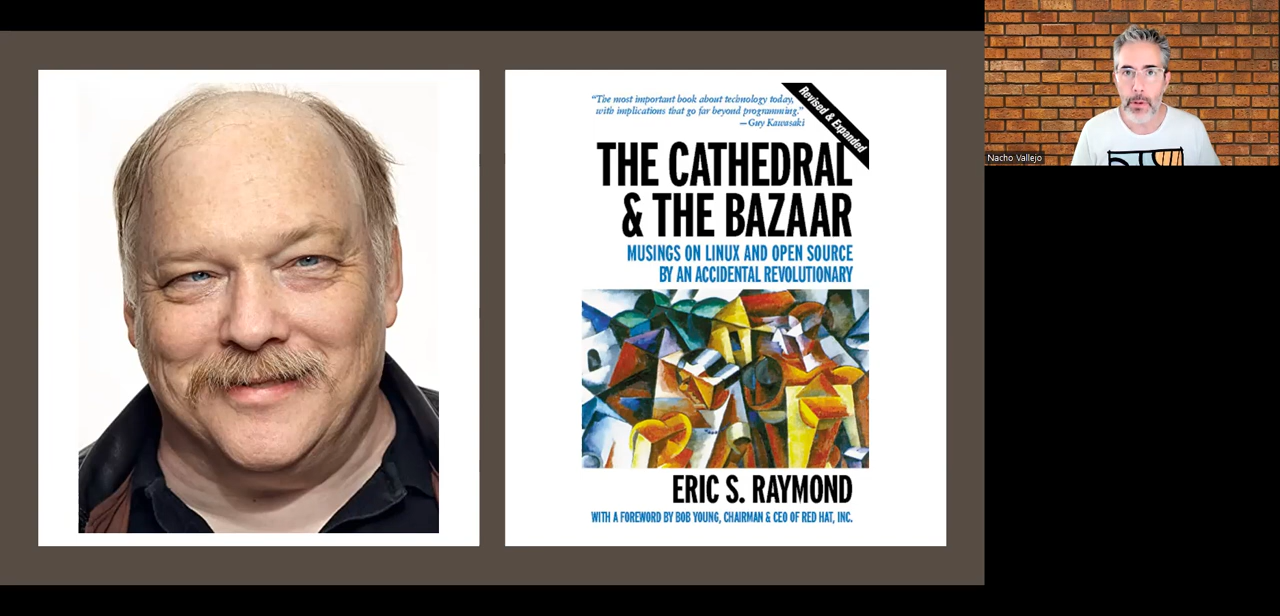 “The most important book about technology today,
with implications that go far beyond programming.”
—Guy Kawasaki
Revised & Expanded
THE CATHEDRAL
& THE BAZAAR
MUSINGS ON LINUX AND OPEN SOURCE
BY AN ACCIDENTAL REVOLUTIONARY
ERIC S. RAYMOND
WITH A FOREWORD BY BOB YOUNG, CHAIRMAN & CEO OF RED HAT, INC.
Nacho Vallejo